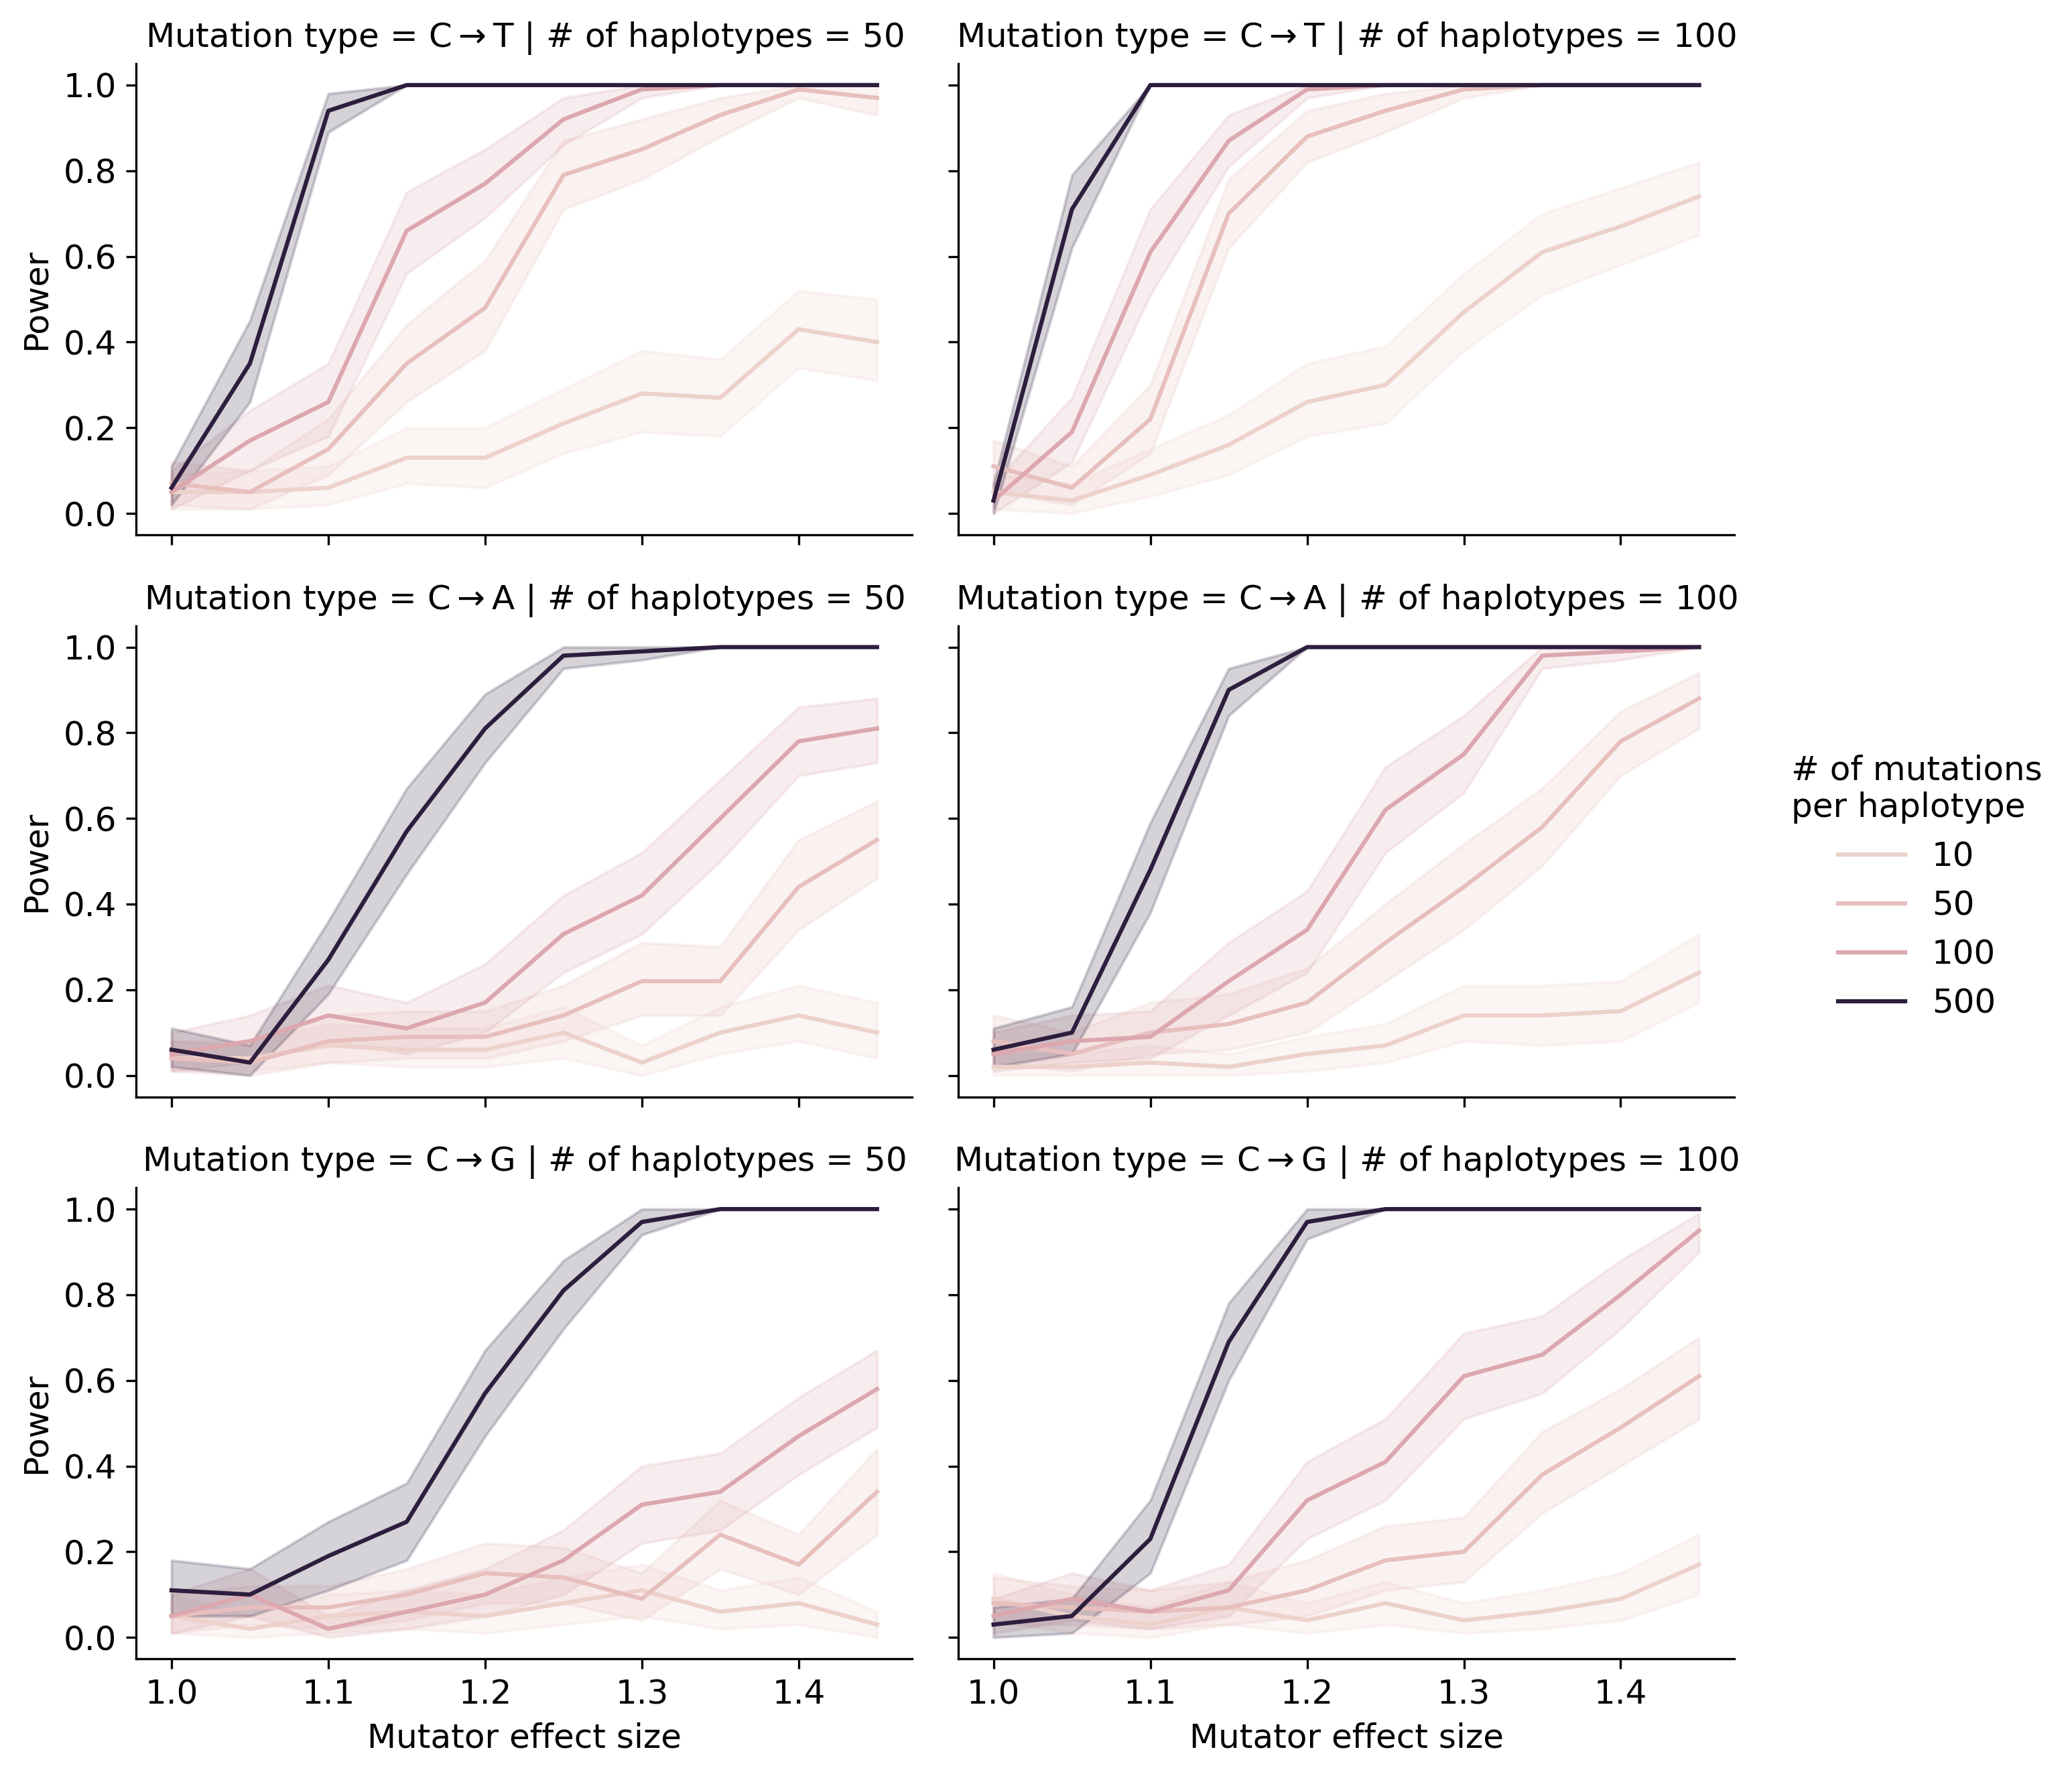 Mutation type = C→T | # of haplotypes = 50
Mutation type = C→T | # of haplotypes = 100
1.0
0.8
0.6
0.4
0.2
0.0
Power
Mutation type = C→A | # of haplotypes = 50
Mutation type = C→A | # of haplotypes = 100
1.0
0.8
0.6
0.4
0.2
0.0
Power
# of mutations
per haplotype
10
50
100
500
Mutation type = C→G | # of haplotypes = 50
Mutation type = C→G | # of haplotypes = 100
1.0
0.8
0.6
0.4
0.2
0.0
Power
1.0 1.1 1.2 1.3 1.4
1.0 1.1 1.2 1.3 1.4
Mutator effect size
Mutator effect size